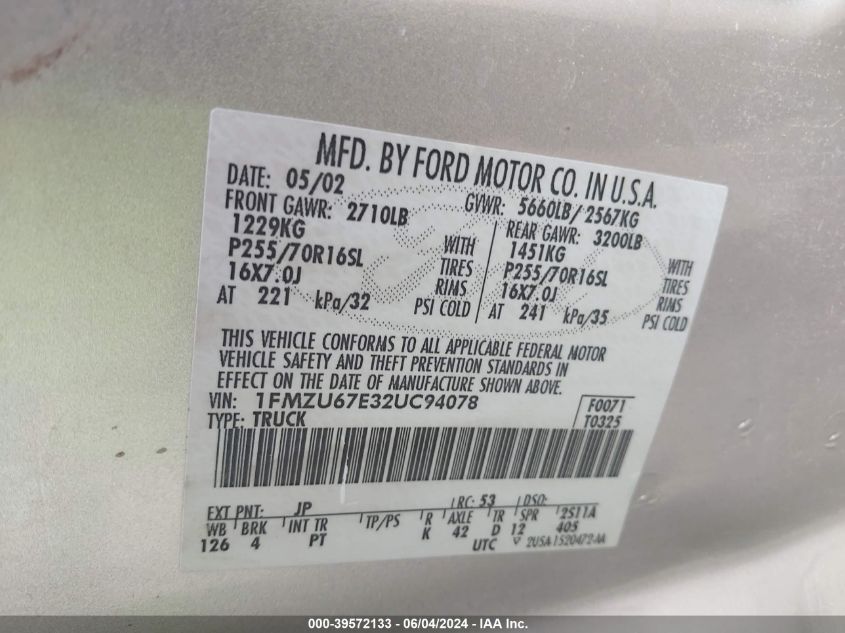 MFD. BY FORD MOTOR CO. IN U.S.A.
DATE: 05/02 GVWR: 5660LB/ 2567KG
FRONT GAWR: 2710LB REAR GAWR: 3200LB
1229KG WITH 1451KG WITH
P255/70R16SL TIRES P255/70R16SL TIRES
16X7.0J RIMS 16X7.0J RIMS
AT 221 kPa/32 PSI COLD AT 241 kPa/35 PSI COLD
THIS VEHICLE CONFORMS TO ALL APPLICABLE FEDERAL MOTOR
VEHICLE SAFETY AND THEFT PREVENTION STANDARDS IN
EFFECT ON THE DATE OF MANUFACTURE SHOWN ABOVE.
VIN: 1FMZU67E32UC94078 F0071
TYPE: TRUCK T0325
EXT PNT: JP RC: 53 DSO:
WB BRK INT TR TP/PS R AXLE TR SPR 2S11A
126 4 PT K 42 D 12 405
UTC 2U5A-1520472-AA
000-39572133 - 06/04/2024 - IAA Inc.